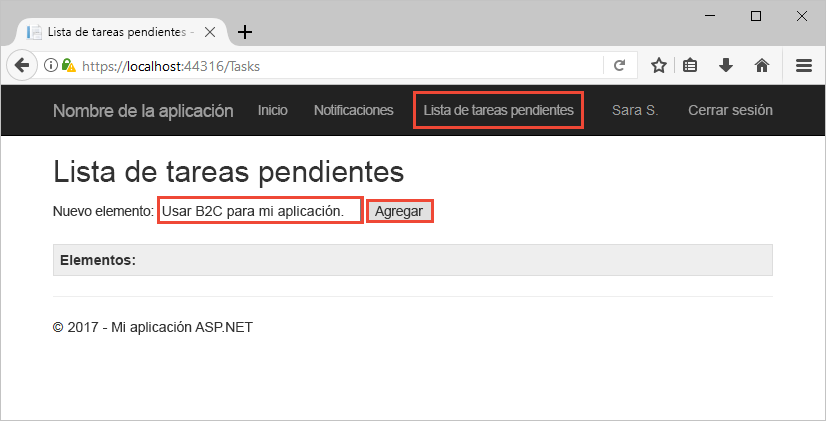 Lista de tareas pendientes -
https://localhost:44316/Tasks
Nombre de la aplicación Inicio Notificaciones Lista de tareas pendientes Sara S. Cerrar sesión
Lista de tareas pendientes
Nuevo elemento: Usar B2C para mi aplicación. Agregar
Elementos:
© 2017 - Mi aplicación ASP.NET